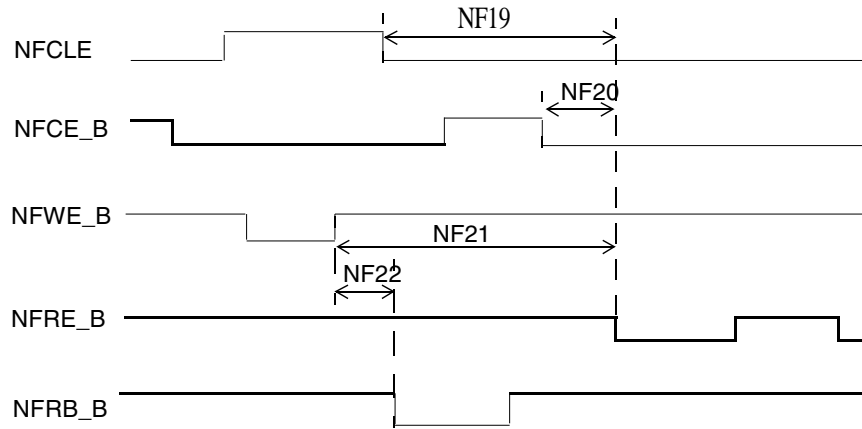 NF19
NFCLE
NF20
NFCE_B
NFWE_B
NF21
NF22
NFRE_B
NFRB_B